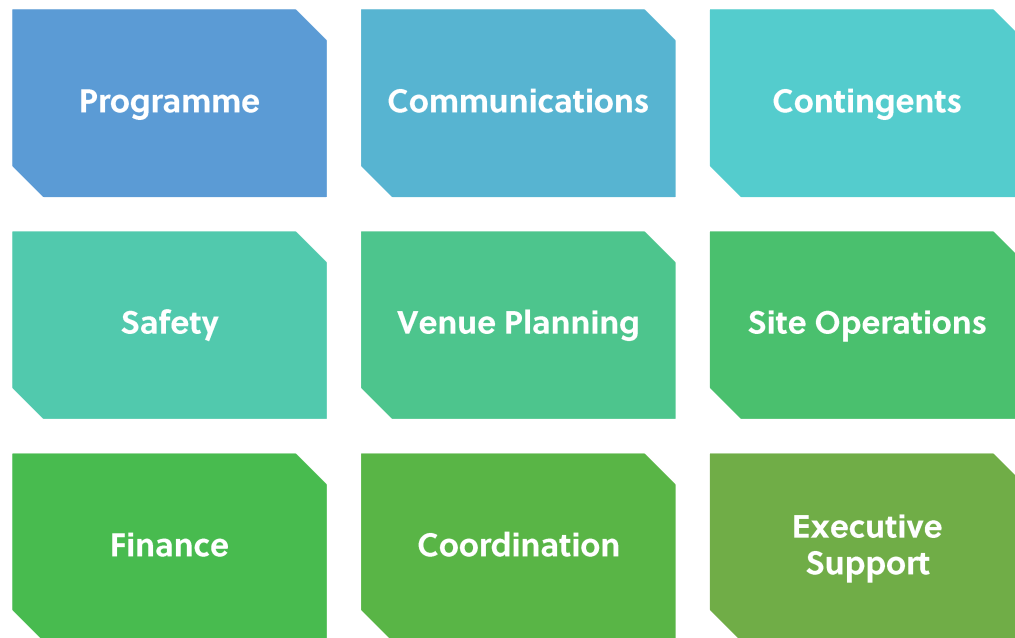 Programme
Communications
Contingents
Safety
Venue Planning
Site Operations
Finance
Coordination
Executive
Support